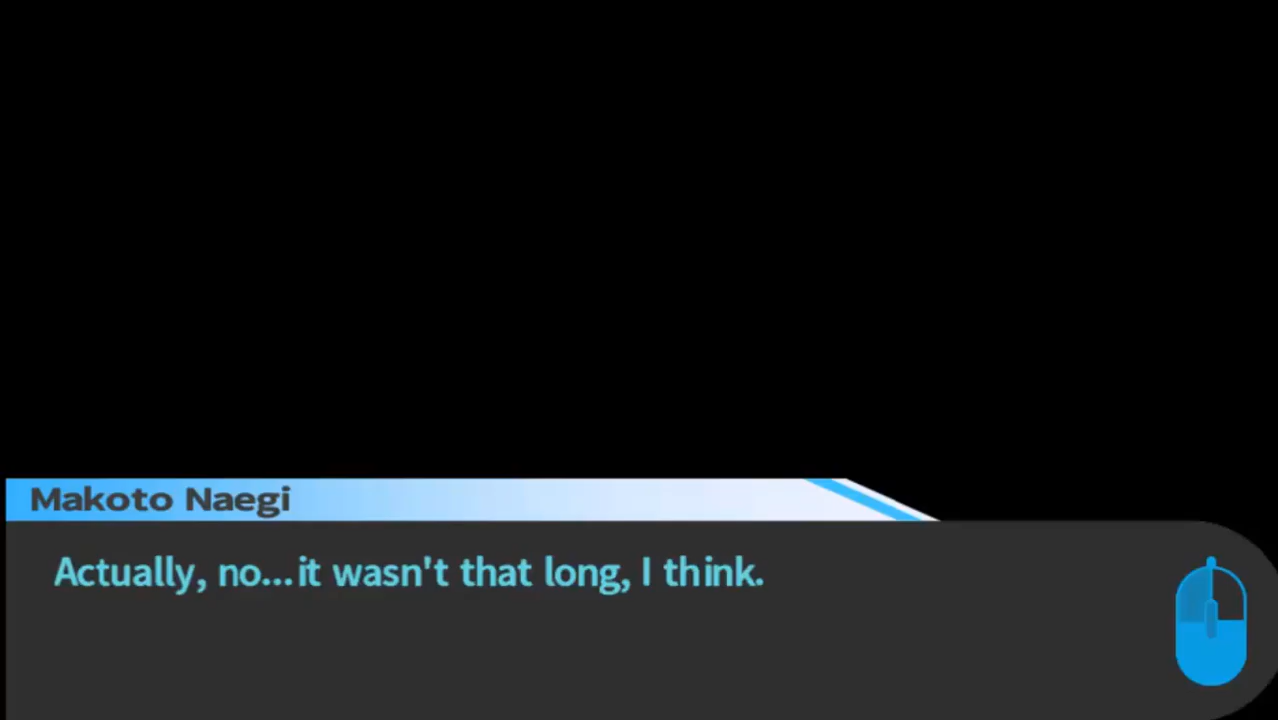 Makoto Naegi
Actually, no...it wasn't that long, I think.